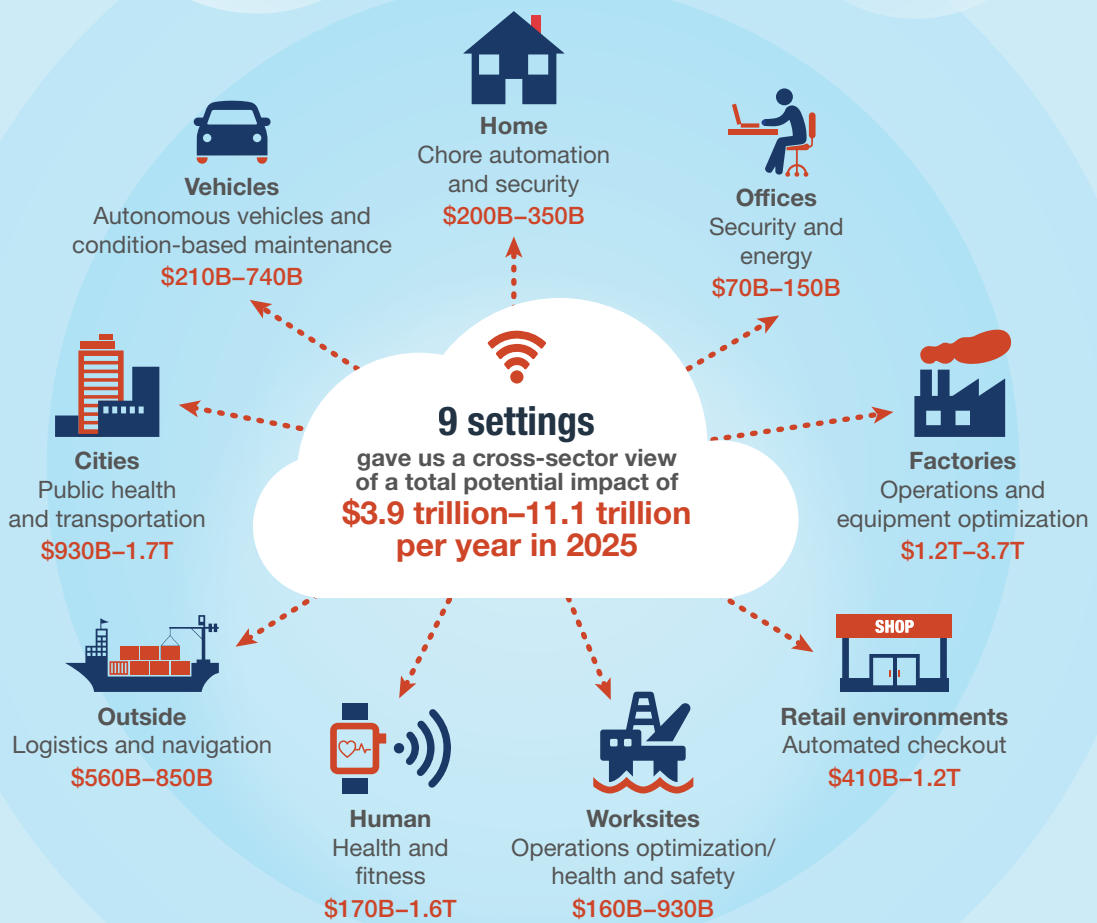 Home
Chore automation
and security
$200B–350B
Vehicles
Autonomous vehicles and
condition-based maintenance
$210B–740B
Offices
Security and
energy
$70B–150B
9 settings
gave us a cross-sector view
of a total potential impact of
$3.9 trillion–11.1 trillion
per year in 2025
Cities
Public health
and transportation
$930B–1.7T
Factories
Operations and
equipment optimization
$1.2T–3.7T
Outside
Logistics and navigation
$560B–850B
Human
Health and
fitness
$170B–1.6T
Worksites
Operations optimization/
health and safety
$160B–930B
SHOP
Retail environments
Automated checkout
$410B–1.2T